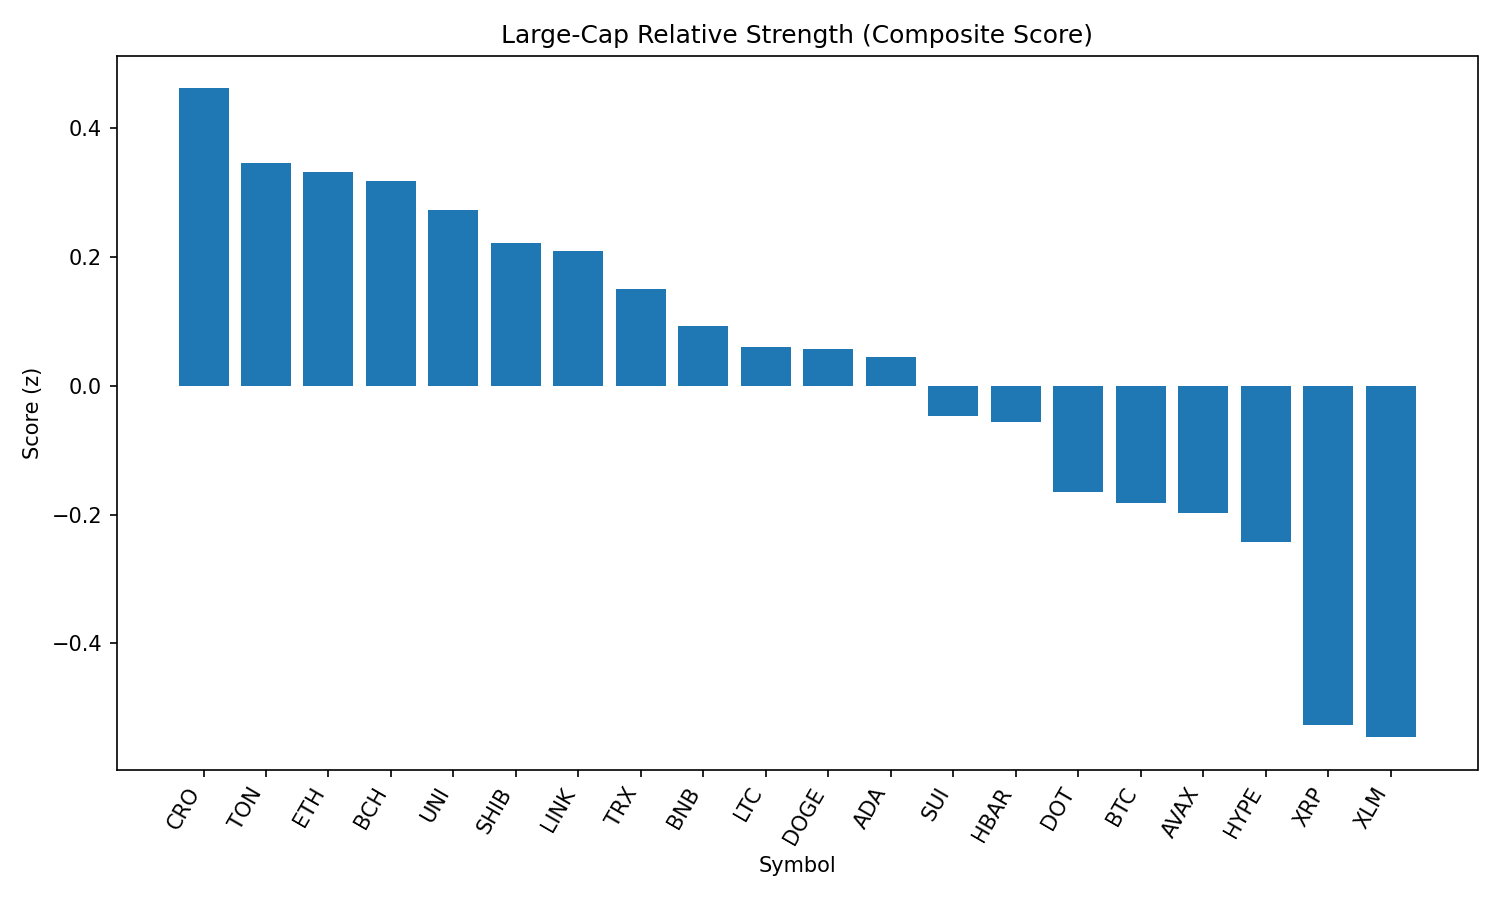 Large-Cap Relative Strength (Composite Score)
Score (z)
0.4
0.2
0.0
−0.2
−0.4
CRO
TON
ETH
BCH
UNI
SHIB
LINK
TRX
BNB
LTC
DOGE
ADA
SUI
HBAR
DOT
BTC
AVAX
HYPE
XRP
XLM
Symbol